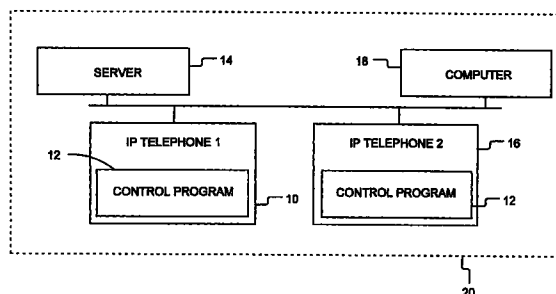 SERVER
14
18
COMPUTER
12
IP TELEPHONE 1
IP TELEPHONE 2
16
CONTROL PROGRAM
10
CONTROL PROGRAM
12
20